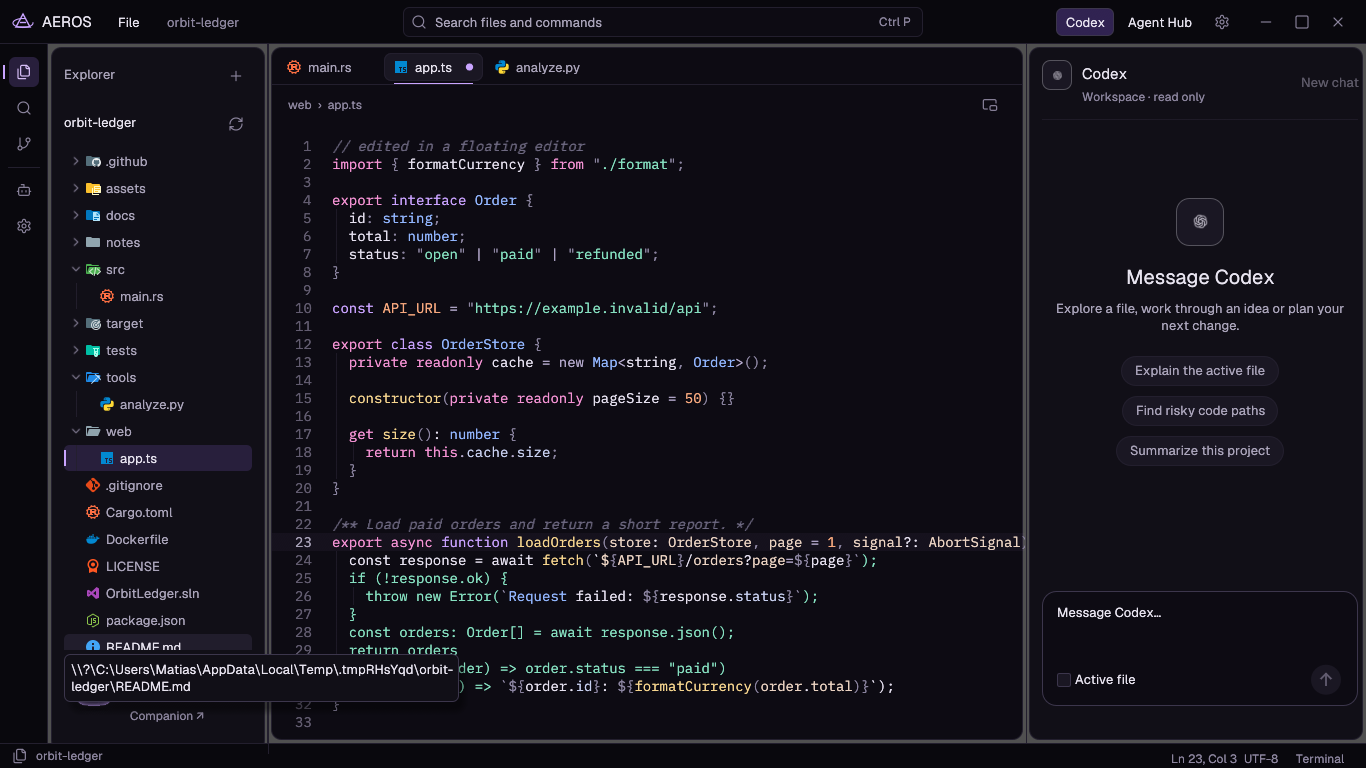 AEROS
File
orbit-ledger
Search files and commands
Ctrl P
Codex
Agent Hub
Explorer
orbit-ledger
.github
assets
docs
notes
src
main.rs
target
tests
tools
analyze.py
web
app.ts
.gitignore
Cargo.toml
Dockerfile
LICENSE
OrbitLedger.sln
package.json
README.md
\\?\C:\Users\Matias\AppData\Local\Temp\.tmpRHsYqd\orbit-
ledger\README.md
Companion ↗
main.rs
app.ts
analyze.py
web › app.ts
1 // edited in a floating editor
2 import { formatCurrency } from "./format";
3
4 export interface Order {
5 id: string;
6 total: number;
7 status: "open" | "paid" | "refunded";
8 }
9
10 const API_URL = "https://example.invalid/api";
11
12 export class OrderStore {
13 private readonly cache = new Map<string, Order>();
14
15 constructor(private readonly pageSize = 50) {}
16
17 get size(): number {
18 return this.cache.size;
19 }
20 }
21
22 /** Load paid orders and return a short report. */
23 export async function loadOrders(store: OrderStore, page = 1, signal?: AbortSignal)
24 const response = await fetch(`${API_URL}/orders?page=${page}`);
25 if (!response.ok) {
26 throw new Error(`Request failed: ${response.status}`);
27 }
28 const orders: Order[] = await response.json();
29 return orders
der) => order.status === "paid")
) => `${order.id}: ${formatCurrency(order.total)}`);
32 }
33
Codex
Workspace · read only
New chat
Message Codex
Explore a file, work through an idea or plan your
next change.
Explain the active file
Find risky code paths
Summarize this project
Message Codex…
Active file
orbit-ledger
Ln 23, Col 3
UTF-8
Terminal